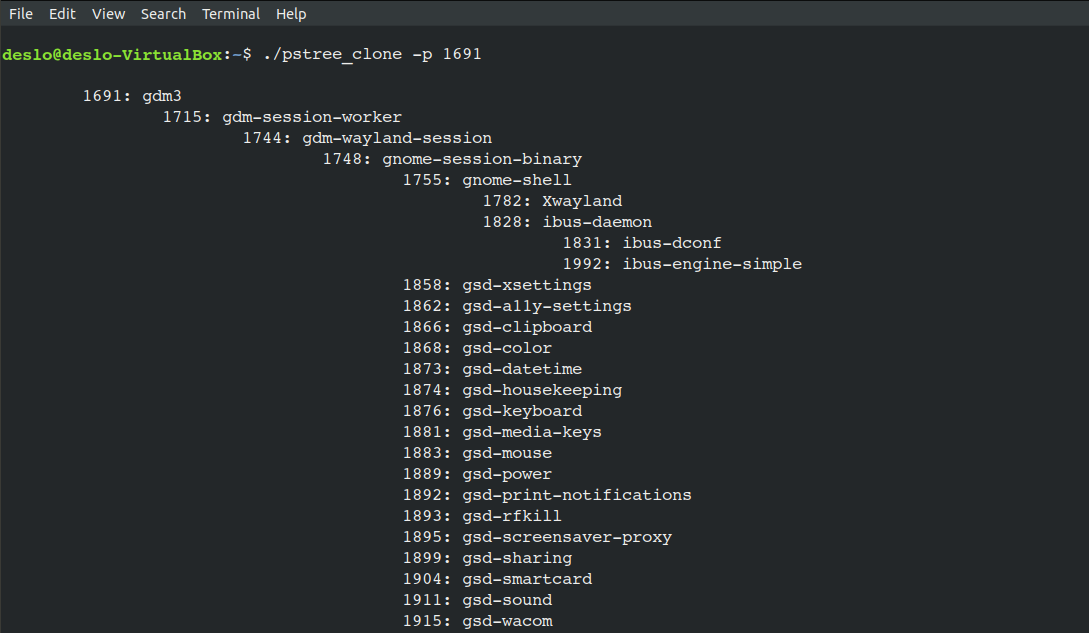 File Edit View Search Terminal Help
deslo@deslo-VirtualBox:~$ ./pstree_clone -p 1691
1691: gdm3
1715: gdm-session-worker
1744: gdm-wayland-session
1748: gnome-session-binary
1755: gnome-shell
1782: Xwayland
1828: ibus-daemon
1831: ibus-dconf
1992: ibus-engine-simple
1858: gsd-xsettings
1862: gsd-a11y-settings
1866: gsd-clipboard
1868: gsd-color
1873: gsd-datetime
1874: gsd-housekeeping
1876: gsd-keyboard
1881: gsd-media-keys
1883: gsd-mouse
1889: gsd-power
1892: gsd-print-notifications
1893: gsd-rfkill
1895: gsd-screensaver-proxy
1899: gsd-sharing
1904: gsd-smartcard
1911: gsd-sound
1915: gsd-wacom